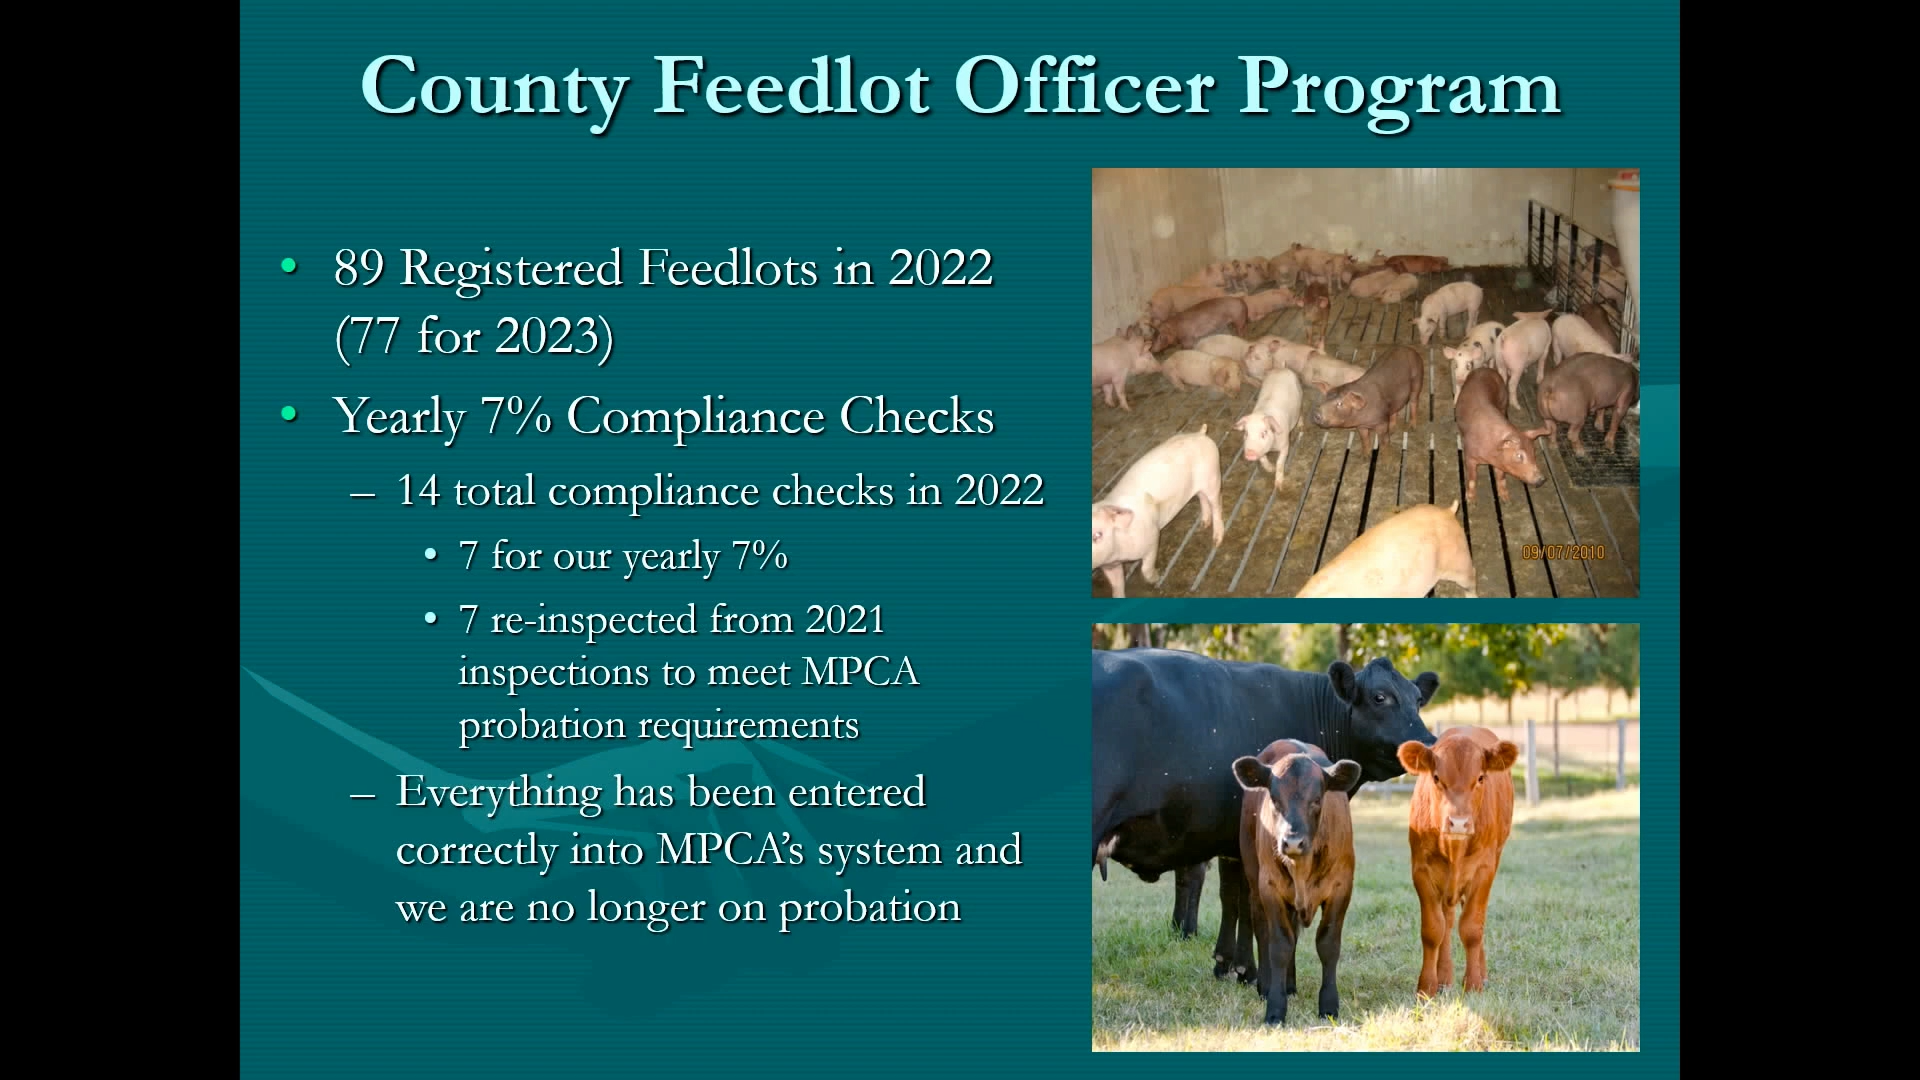 County Feedlot Officer Program
• 89 Registered Feedlots in 2022
(77 for 2023)
• Yearly 7% Compliance Checks
– 14 total compliance checks in 2022
• 7 for our yearly 7%
• 7 re-inspected from 2021
inspections to meet MPCA
probation requirements
– Everything has been entered
correctly into MPCA’s system and
we are no longer on probation
09/07/2010